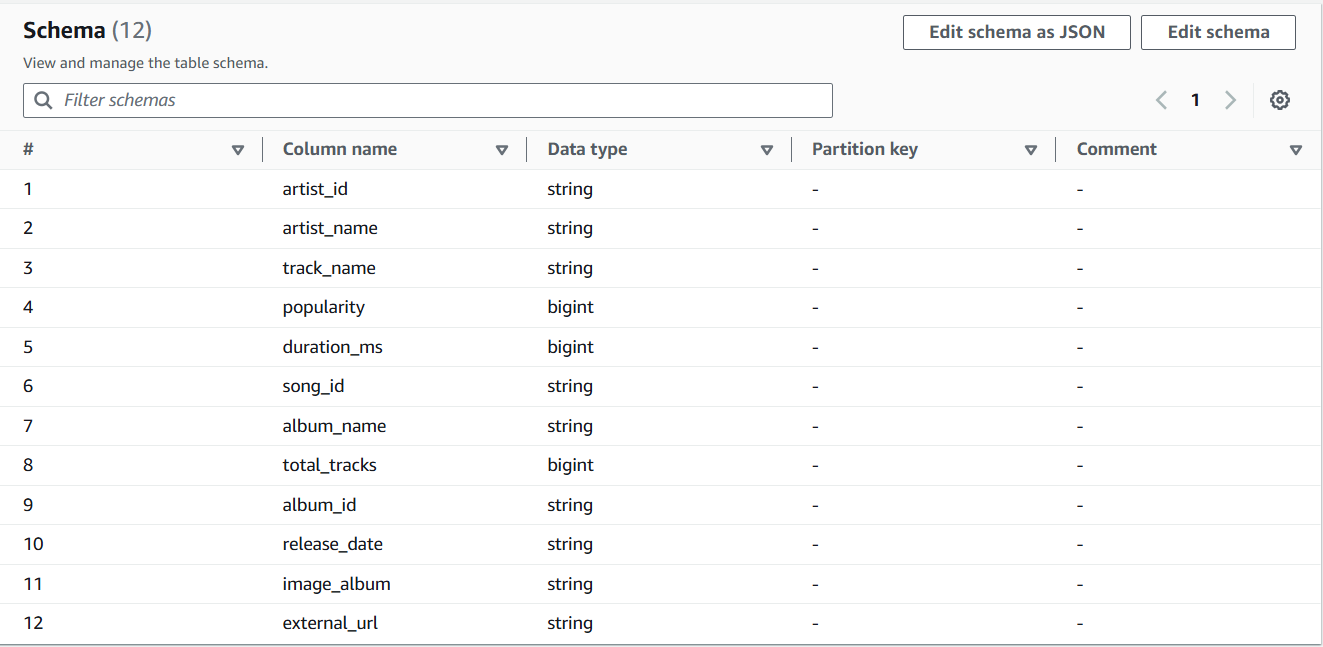 Schema (12)
Edit schema as JSON
Edit schema
View and manage the table schema.
Filter schemas
1
# Column name Data type Partition key Comment
1 artist_id string - -
2 artist_name string - -
3 track_name string - -
4 popularity bigint - -
5 duration_ms bigint - -
6 song_id string - -
7 album_name string - -
8 total_tracks bigint - -
9 album_id string - -
10 release_date string - -
11 image_album string - -
12 external_url string - -